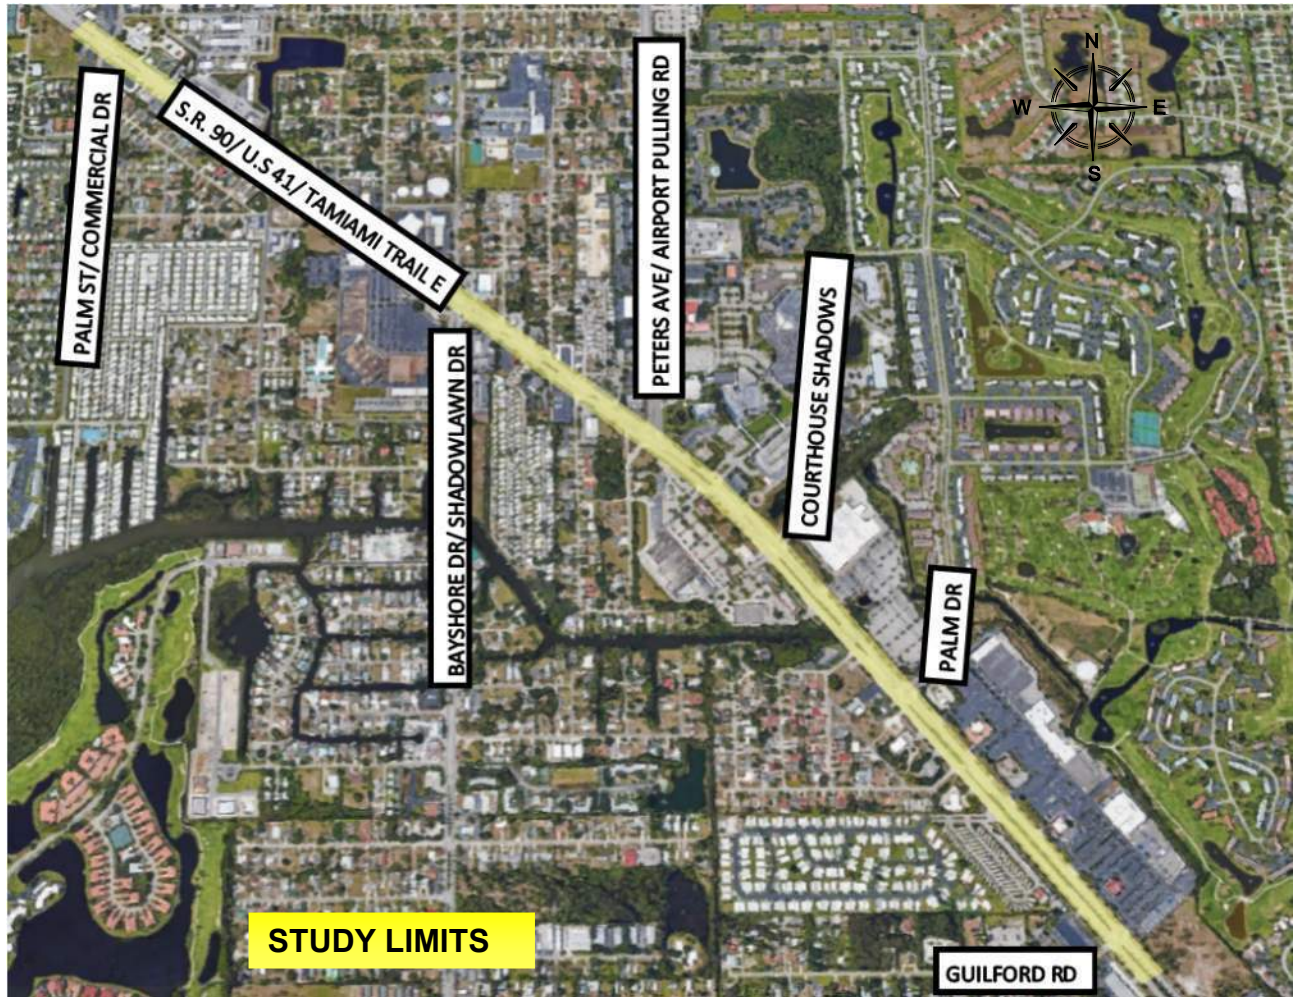 N
W E
S
PALM ST/ COMMERCIAL DR
S.R. 90/ U.S 41/ TAMIAMI TRAIL E
PETERS AVE/ AIRPORT PULLING RD
COURTHOUSE SHADOWS
BAYSHORE DR/ SHADOWLAWN DR
PALM DR
STUDY LIMITS
GUILFORD RD